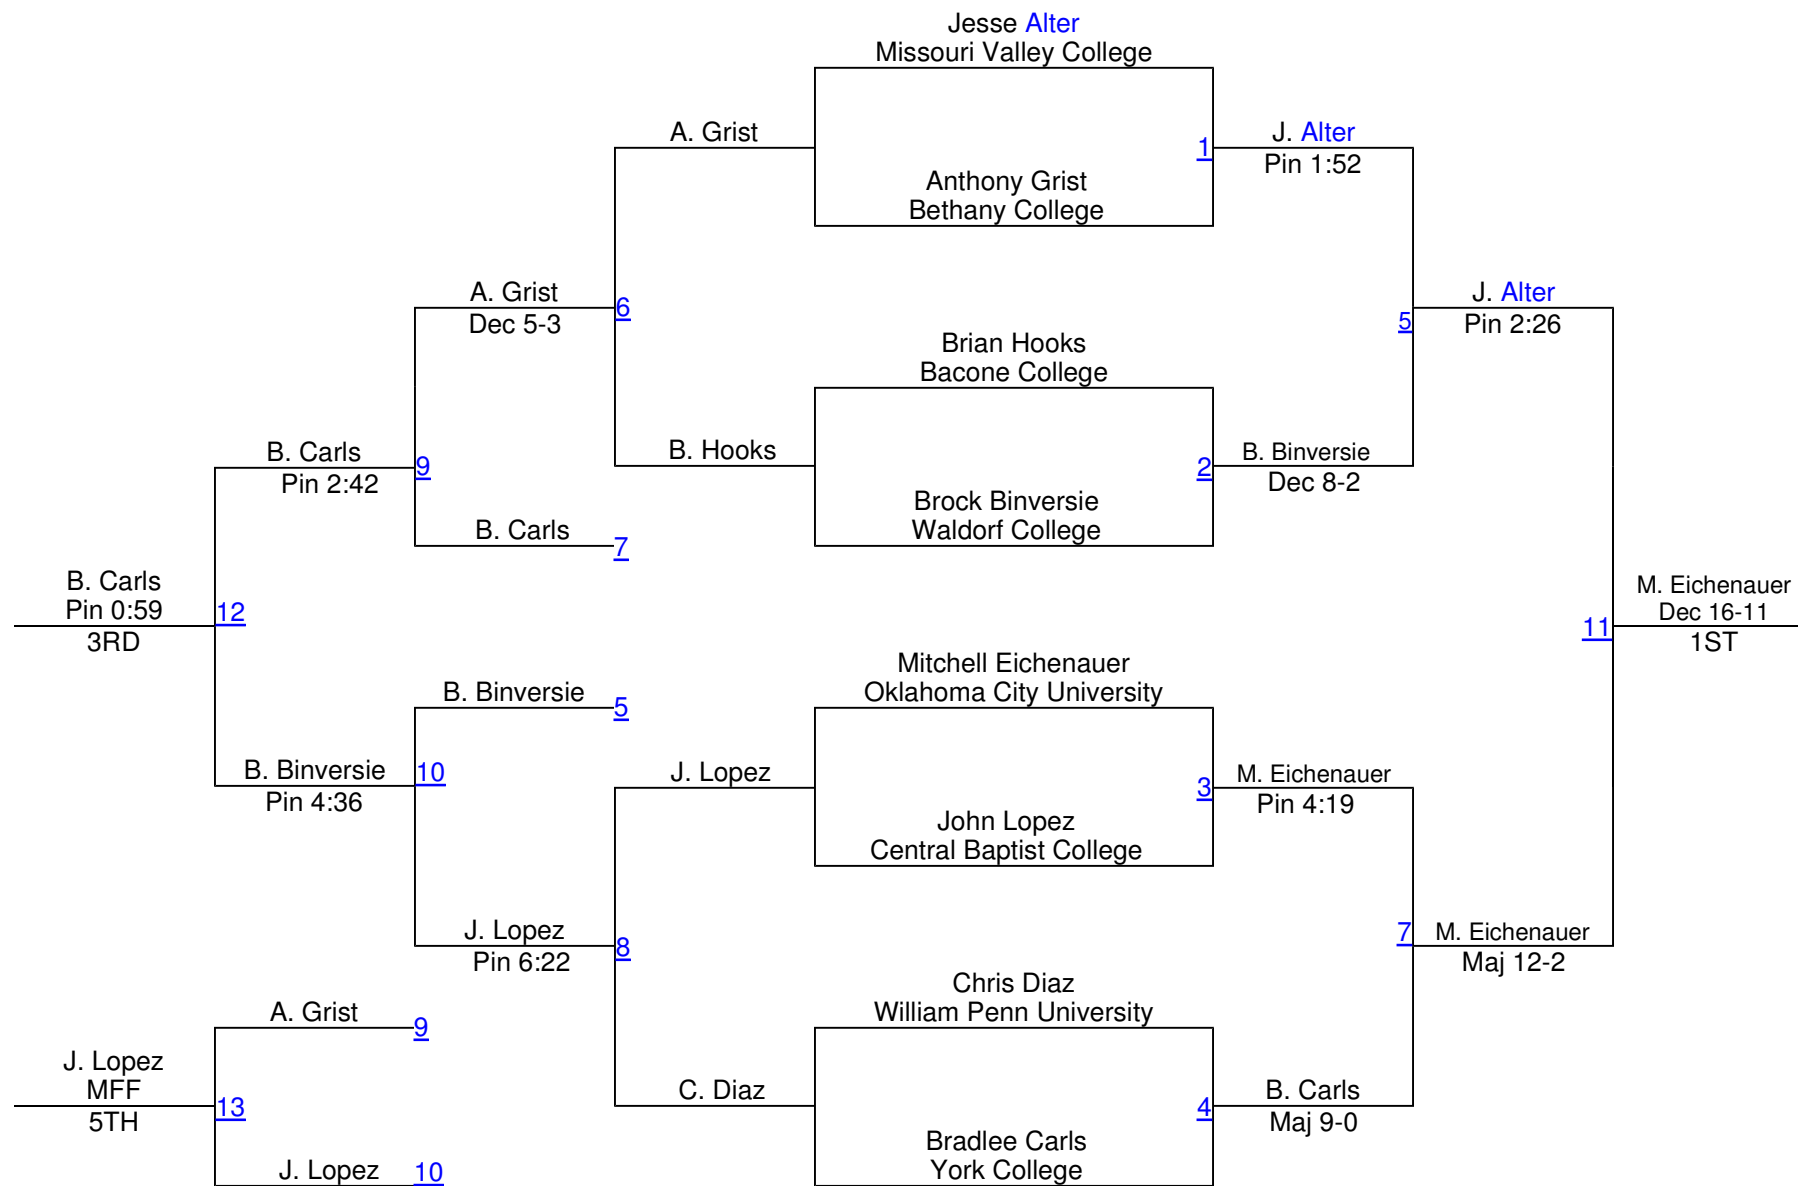 Jesse Alter
Missouri Valley College
A. Grist
1
J. Alter
Pin 1:52
Anthony Grist
Bethany College
A. Grist
Dec 5-3
6
J. Alter
Pin 2:26
5
Brian Hooks
Bacone College
B. Carls
Pin 2:42
9
B. Hooks
2
B. Binversie
Dec 8-2
Brock Binversie
Waldorf College
B. Carls
7
B. Carls
Pin 0:59
3RD
12
M. Eichenauer
Dec 16-11
1ST
11
Mitchell Eichenauer
Oklahoma City University
B. Binversie
5
B. Binversie
Pin 4:36
10
J. Lopez
3
M. Eichenauer
Pin 4:19
John Lopez
Central Baptist College
J. Lopez
Pin 6:22
8
7
M. Eichenauer
Maj 12-2
Chris Diaz
William Penn University
A. Grist
9
J. Lopez
MFF
5TH
13
C. Diaz
4
B. Carls
Maj 9-0
Bradlee Carls
York College
J. Lopez
10